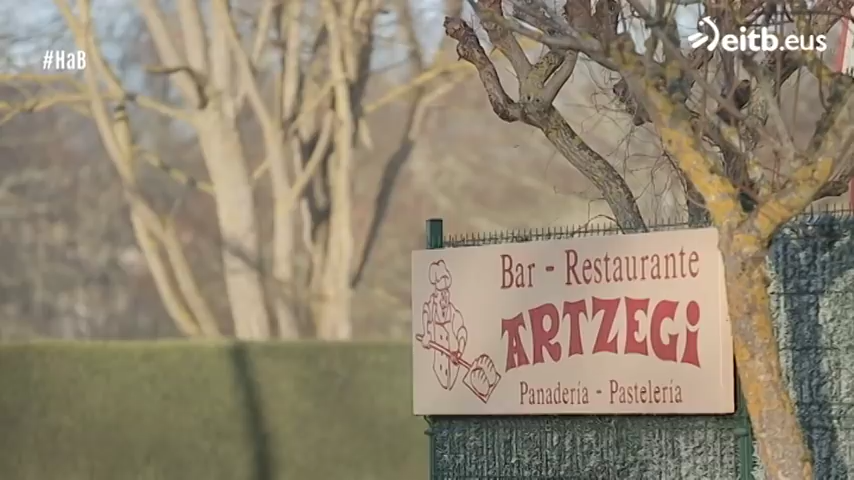 #HaB
eitb.eus
Bar - Restaurante
ARTZEGi
Panadería - Pastelería